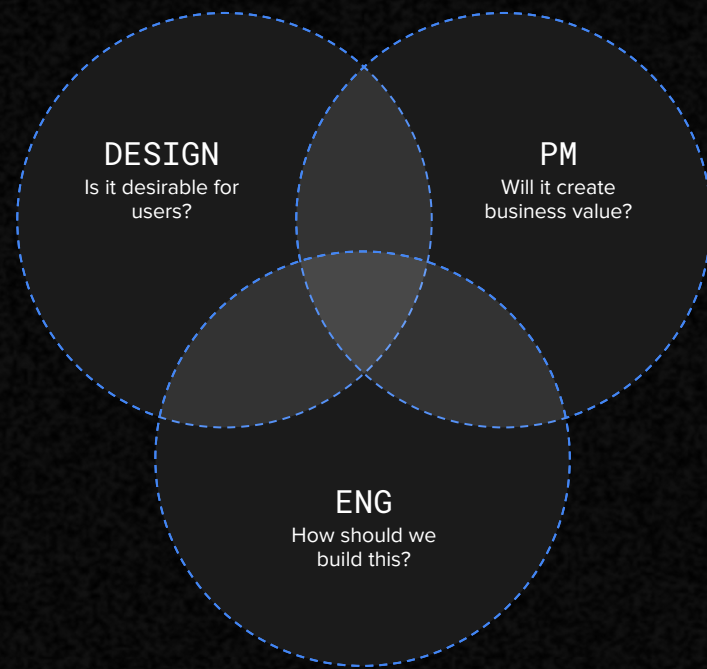 DESIGN
Is it desirable for
users?
PM
Will it create
business value?
ENG
How should we
build this?